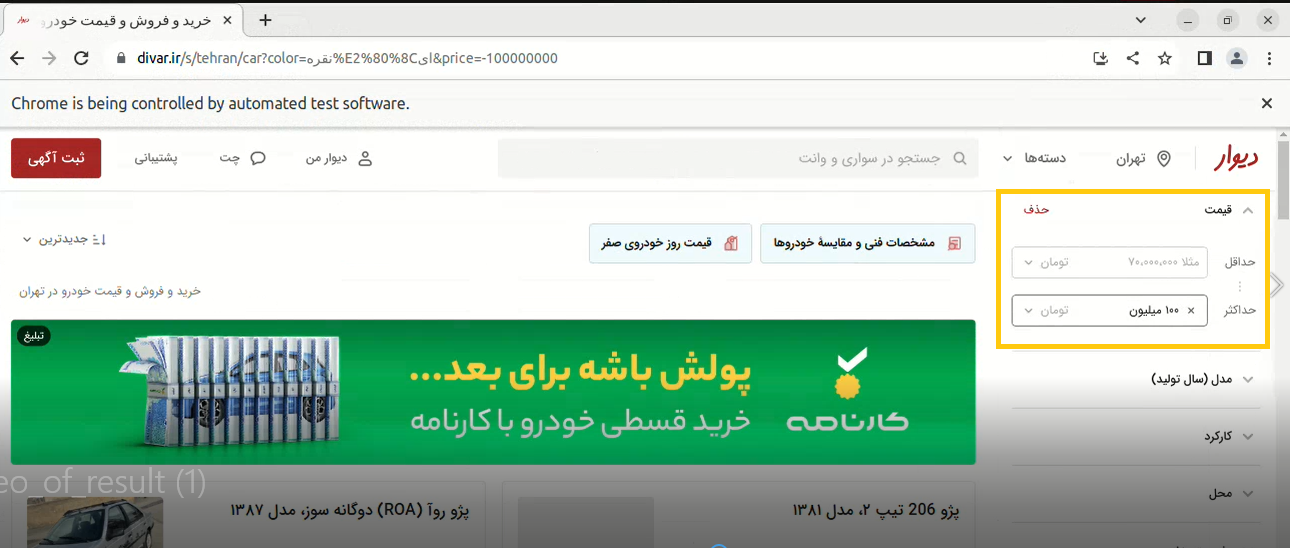 خرید و فروش و قیمت خودرو
divar.ir/s/tehran/car?color=نقره%E2%80%8Cای&price=-100000000
Chrome is being controlled by automated test software.
دیوار
تهران
دسته‌ها
جستجو در سواری و وانت
دیوار من
چت
پشتیبانی
ثبت آگهی
قیمت
حذف
حداقل
مثلا ۷۰،۰۰۰،۰۰۰
تومان
حداکثر
۱۰۰ میلیون
تومان
مدل (سال تولید)
کارکرد
محل
مشخصات فنی و مقایسهٔ خودروها
قیمت روز خودروی صفر
جدیدترین
خرید و فروش و قیمت خودرو در تهران
تبلیغ
پولش باشه برای بعد...
خرید قسطی خودرو با کارنامه
کارنامه
eo_of_result (1)
پژو 206 تیپ ۲، مدل ۱۳۸۱
پژو روآ (ROA) دوگانه سوز، مدل ۱۳۸۷